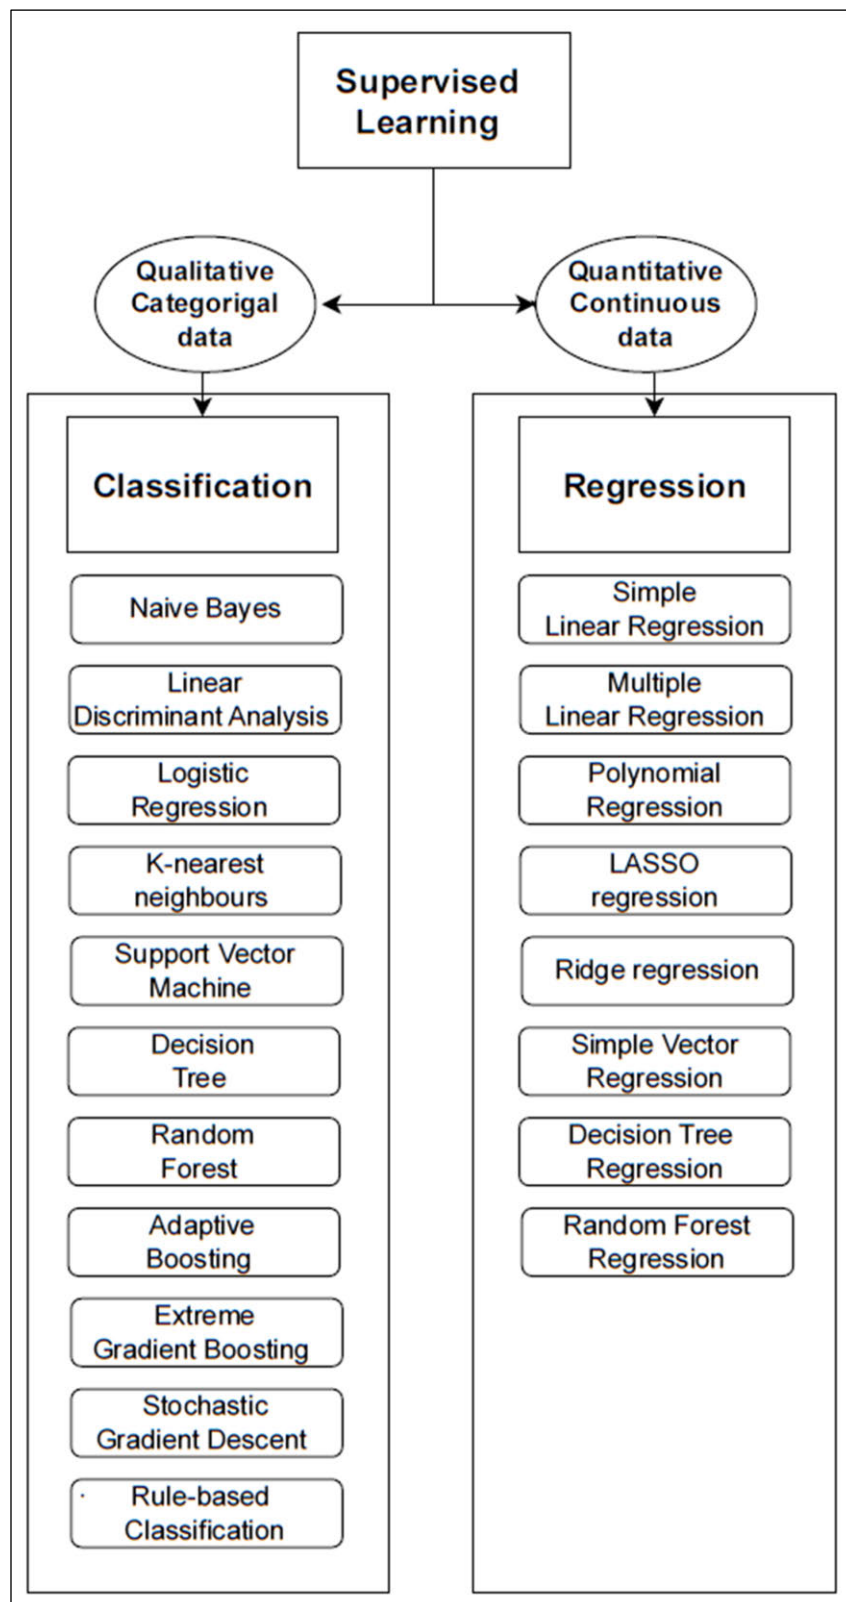 Supervised
Learning
Qualitative
Categorigal
data
Quantitative
Continuous
data
Classification
Naive Bayes
Linear
Discriminant Analysis
Logistic
Regression
K-nearest
neighbours
Support Vector
Machine
Decision
Tree
Random
Forest
Adaptive
Boosting
Extreme
Gradient Boosting
Stochastic
Gradient Descent
Rule-based
Classification
Regression
Simple
Linear Regression
Multiple
Linear Regression
Polynomial
Regression
LASSO
regression
Ridge regression
Simple Vector
Regression
Decision Tree
Regression
Random Forest
Regression